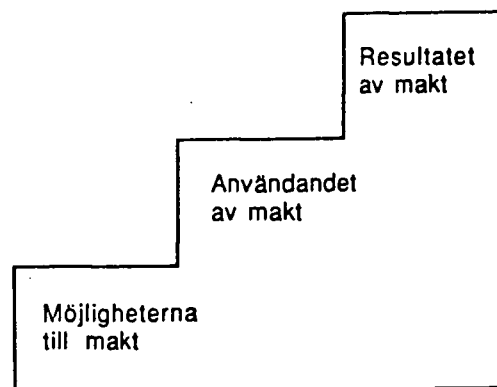 Resultatet
av makt
Användandet
av makt
Möjligheterna
till makt